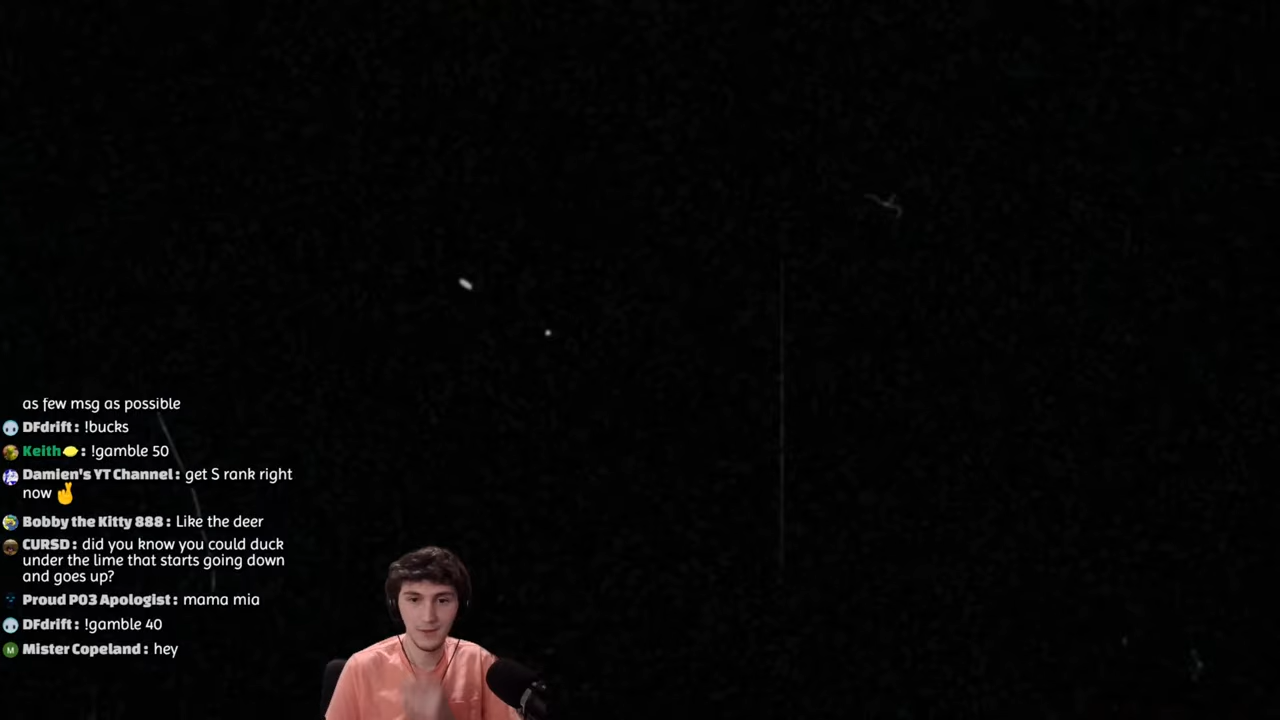 as few msg as possible
DFdrift : !bucks
Keith🍋 : !gamble 50
Damien's YT Channel : get S rank right
now ✌️
Bobby the Kitty 888 : Like the deer
CURSD : did you know you could duck
under the lime that starts going down
and goes up?
Proud P03 Apologist : mama mia
DFdrift : !gamble 40
M Mister Copeland : hey